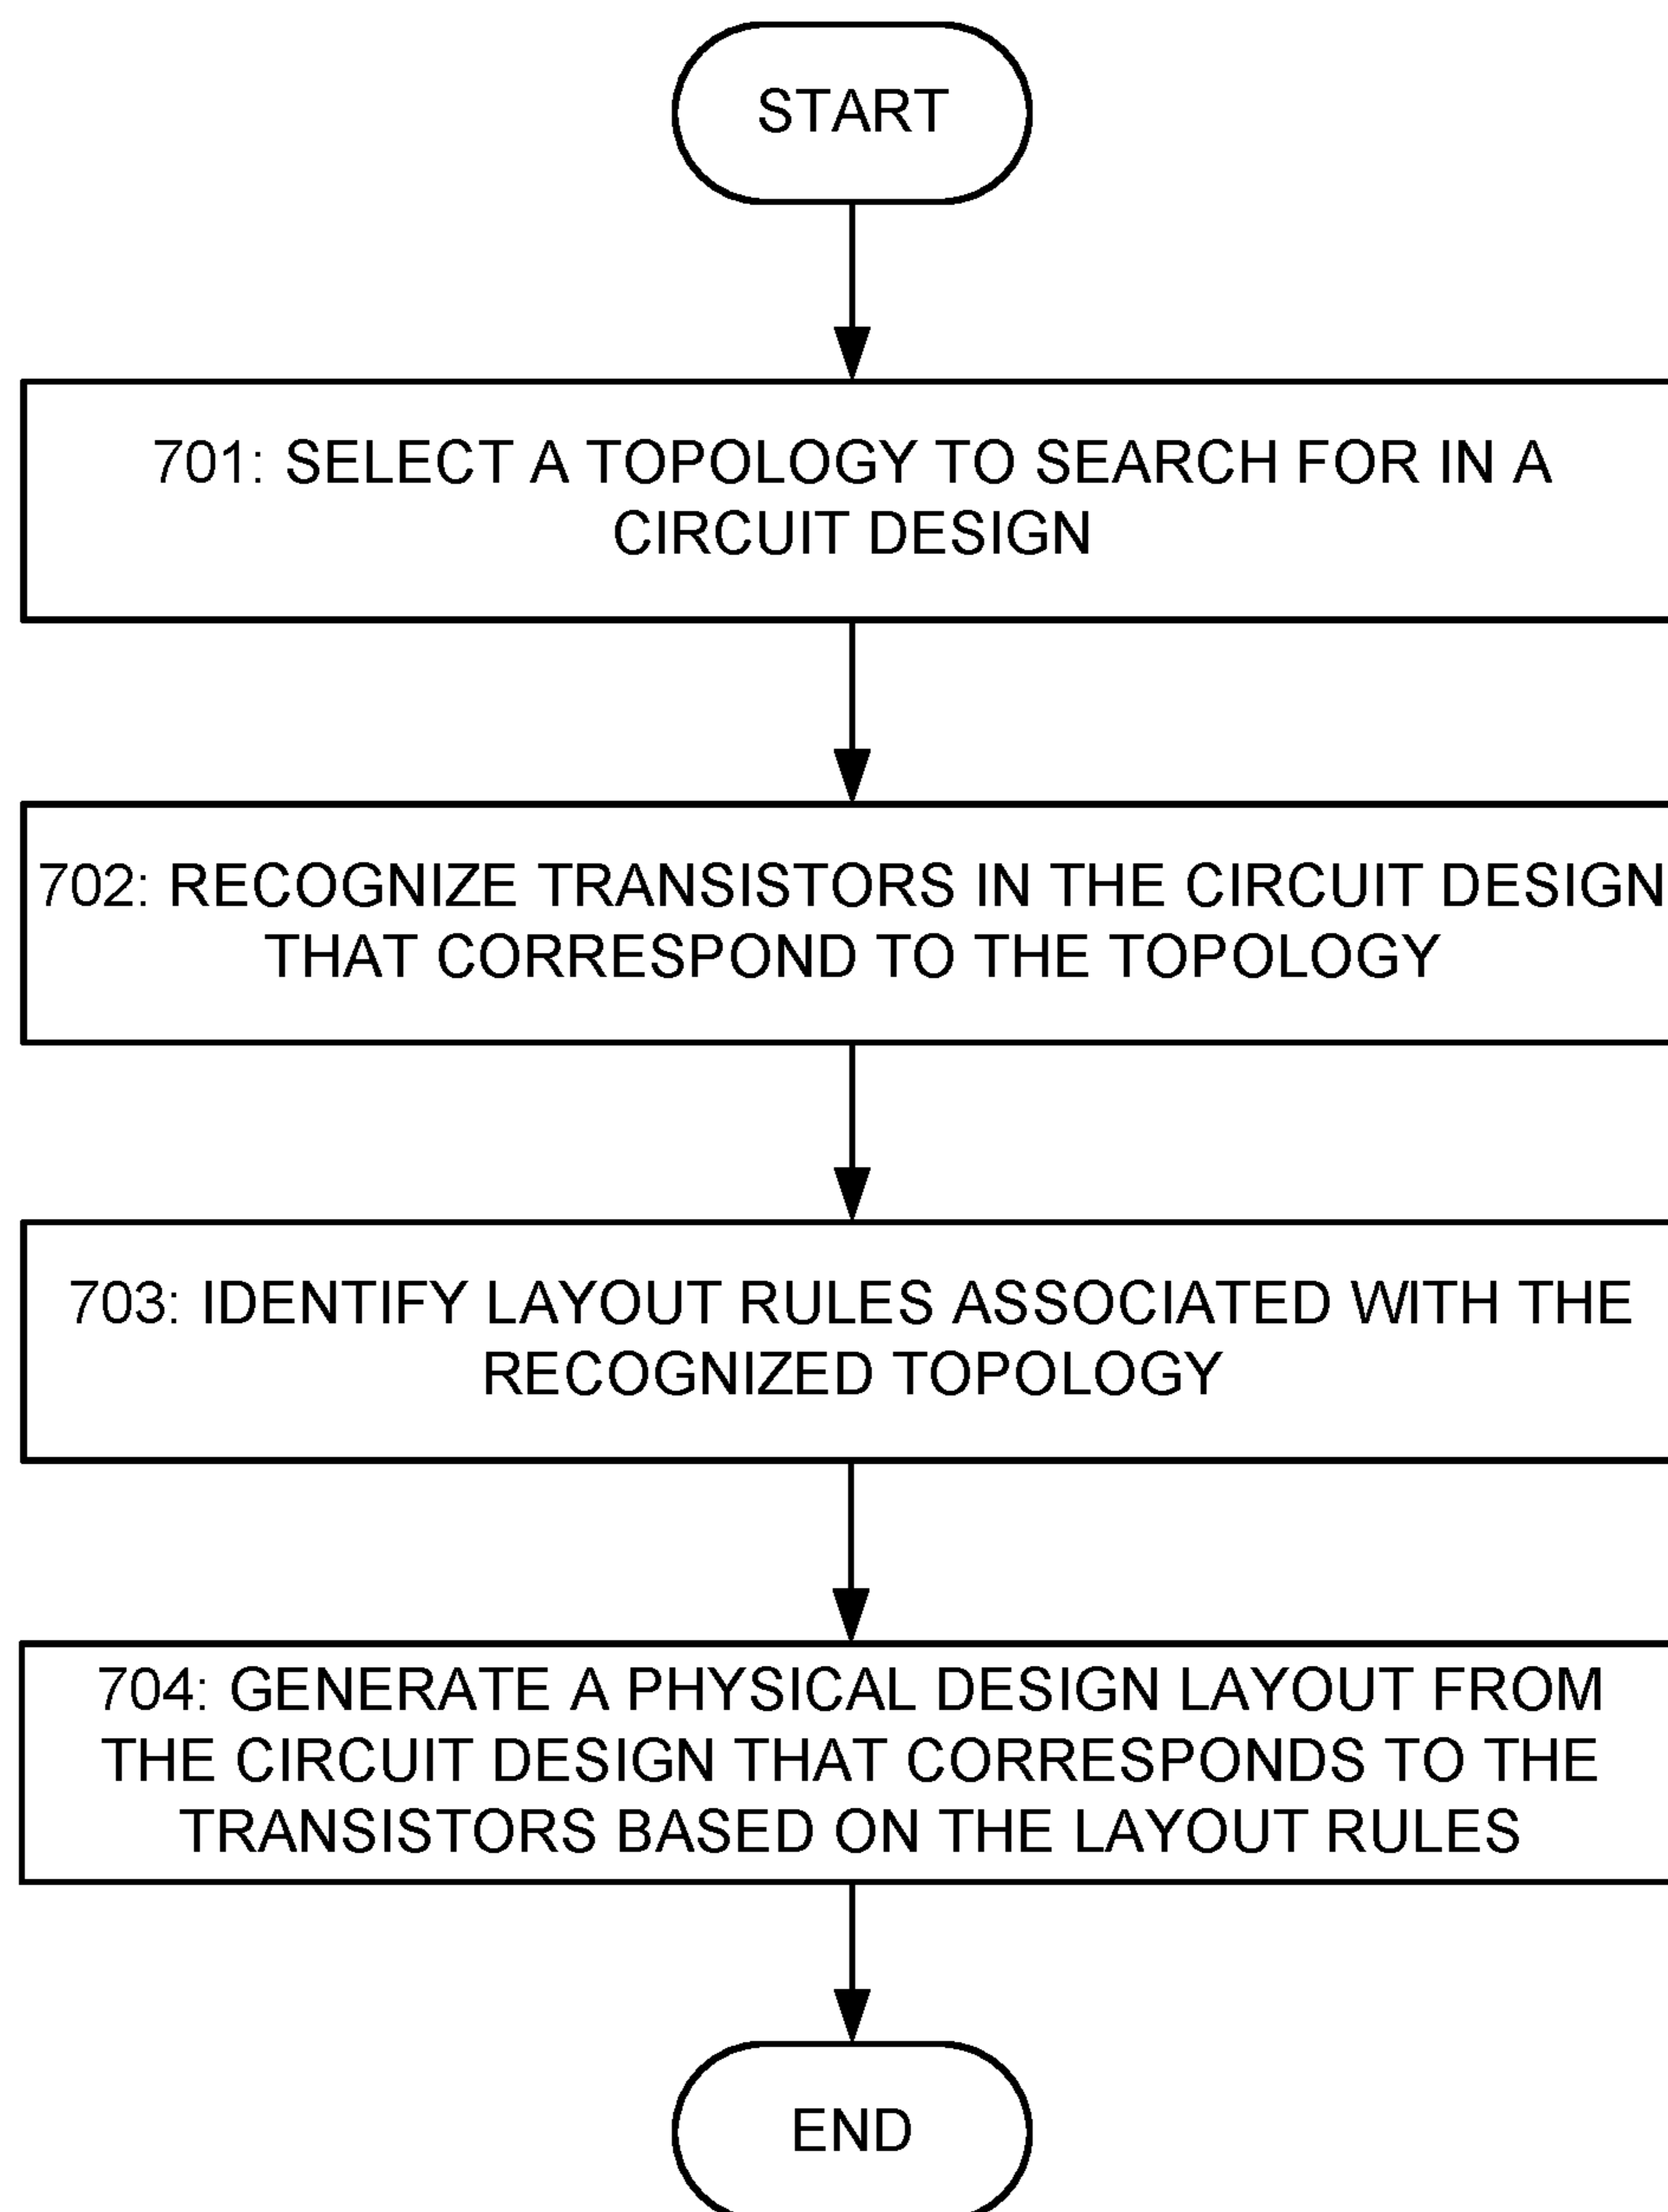 START
701: SELECT A TOPOLOGY TO SEARCH FOR IN A
CIRCUIT DESIGN
702: RECOGNIZE TRANSISTORS IN THE CIRCUIT DESIGN
THAT CORRESPOND TO THE TOPOLOGY
703: IDENTIFY LAYOUT RULES ASSOCIATED WITH THE
RECOGNIZED TOPOLOGY
704: GENERATE A PHYSICAL DESIGN LAYOUT FROM
THE CIRCUIT DESIGN THAT CORRESPONDS TO THE
TRANSISTORS BASED ON THE LAYOUT RULES
END